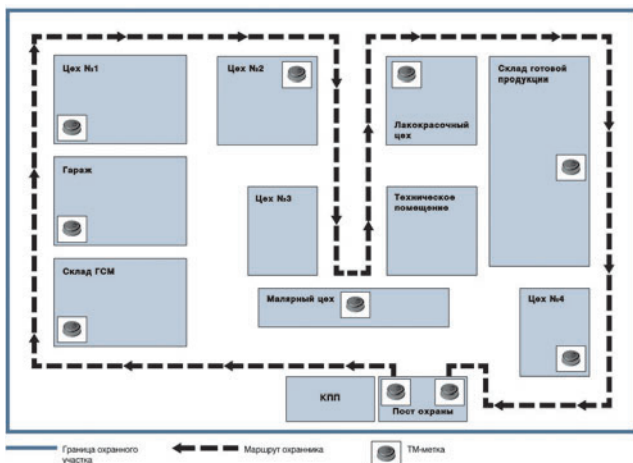 Цех №1
Цех №2
Лакокрасочный
цех
Склад готовой
продукции
Гараж
Цех №3
Техническое
помещение
Склад ГСМ
Малярный цех
Цех №4
КПП
Пост охраны
Граница охранного
участка
Маршрут охранника
ТМ-метка